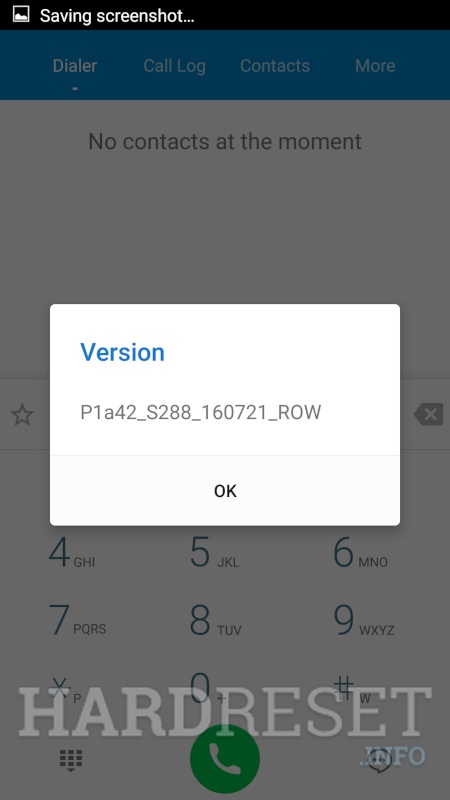 Saving screenshot...
Dialer Call Log Contacts More
No contacts at the moment
Version
P1a42_S288_160721_ROW
OK
4 GHI 5 JKL 6 MNO
7 PQRS 8 TUV 9 WXYZ
* P 0 + # W
HARDRESET
.INFO